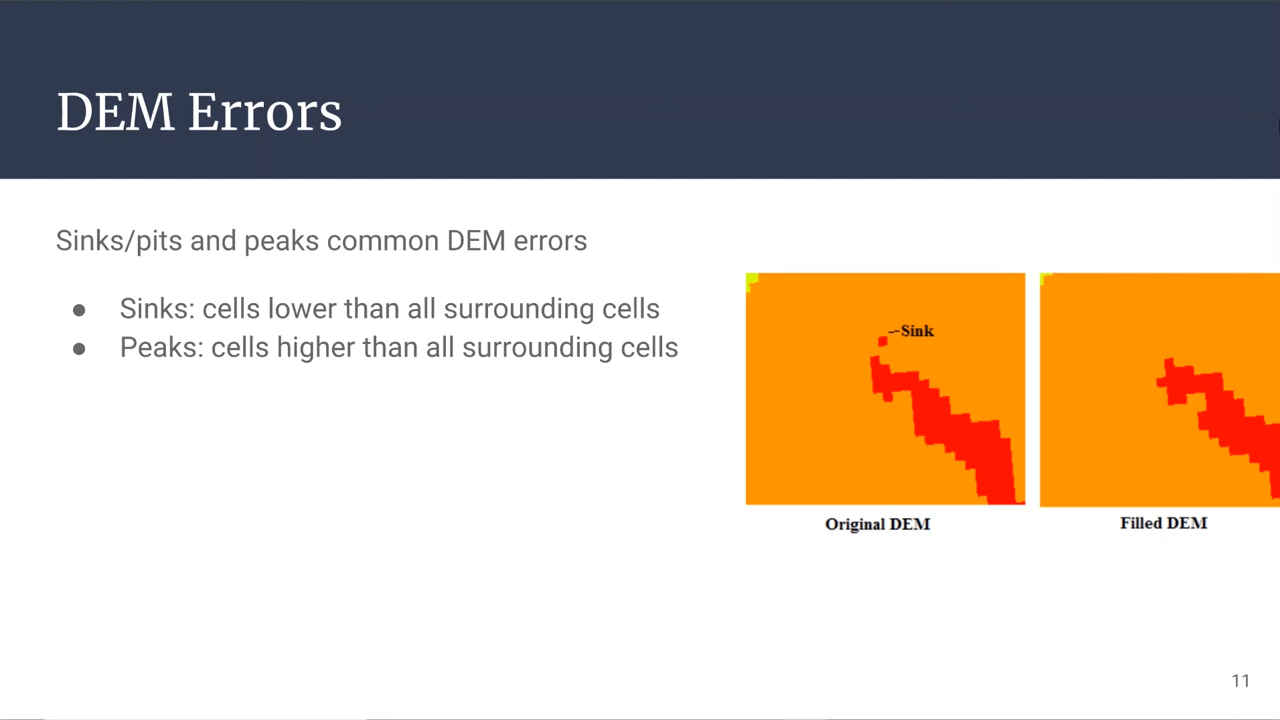 DEM Errors
Sinks/pits and peaks common DEM errors
● Sinks: cells lower than all surrounding cells
● Peaks: cells higher than all surrounding cells
--Sink
Original DEM
Filled DEM
11